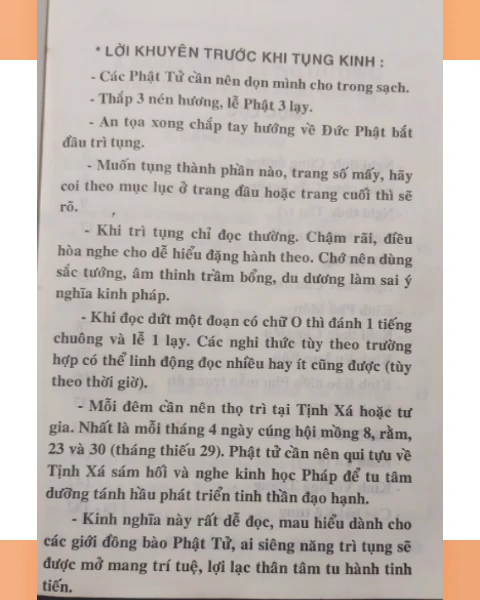 * LỜI KHUYÊN TRƯỚC KHI TỤNG KINH :
- Các Phật Tử cần nên dọn mình cho trong sạch.
- Thắp 3 nén hương, lễ Phật 3 lạy.
- An tọa xong chắp tay hướng về Đức Phật bắt
đầu trì tụng.
- Muốn tụng thành phần nào, trang số mấy, hãy
coi theo mục lục ở trang đầu hoặc trang cuối thì sẽ
rõ.
- Khi trì tụng chỉ đọc thường. Chậm rãi, điều
hòa nghe cho dễ hiểu đặng hành theo. Chớ nên dùng
sắc tướng, âm thinh trầm bổng, du dương làm sai ý
nghĩa kinh pháp.
- Khi đọc dứt một đoạn có chữ O thì đánh 1 tiếng
chuông và lễ 1 lạy. Các nghi thức tùy theo trường
hợp có thể linh động đọc nhiều hay ít cũng được (tùy
theo thời giờ).
- Mỗi đêm cần nên thọ trì tại Tịnh Xá hoặc tư
gia. Nhất là mỗi tháng 4 ngày cúng hội mồng 8, rằm,
23 và 30 (tháng thiếu 29). Phật tử cần nên qui tựu về
Tịnh Xá sám hối và nghe kinh học Pháp để tu tâm
dưỡng tánh hầu phát triển tinh thần đạo hạnh.
- Kinh nghĩa này rất dễ đọc, mau hiểu dành cho
các giới đồng bào Phật Tử, ai siêng năng trì tụng sẽ
được mở mang trí tuệ, lợi lạc thân tâm tu hành tinh
tiến.